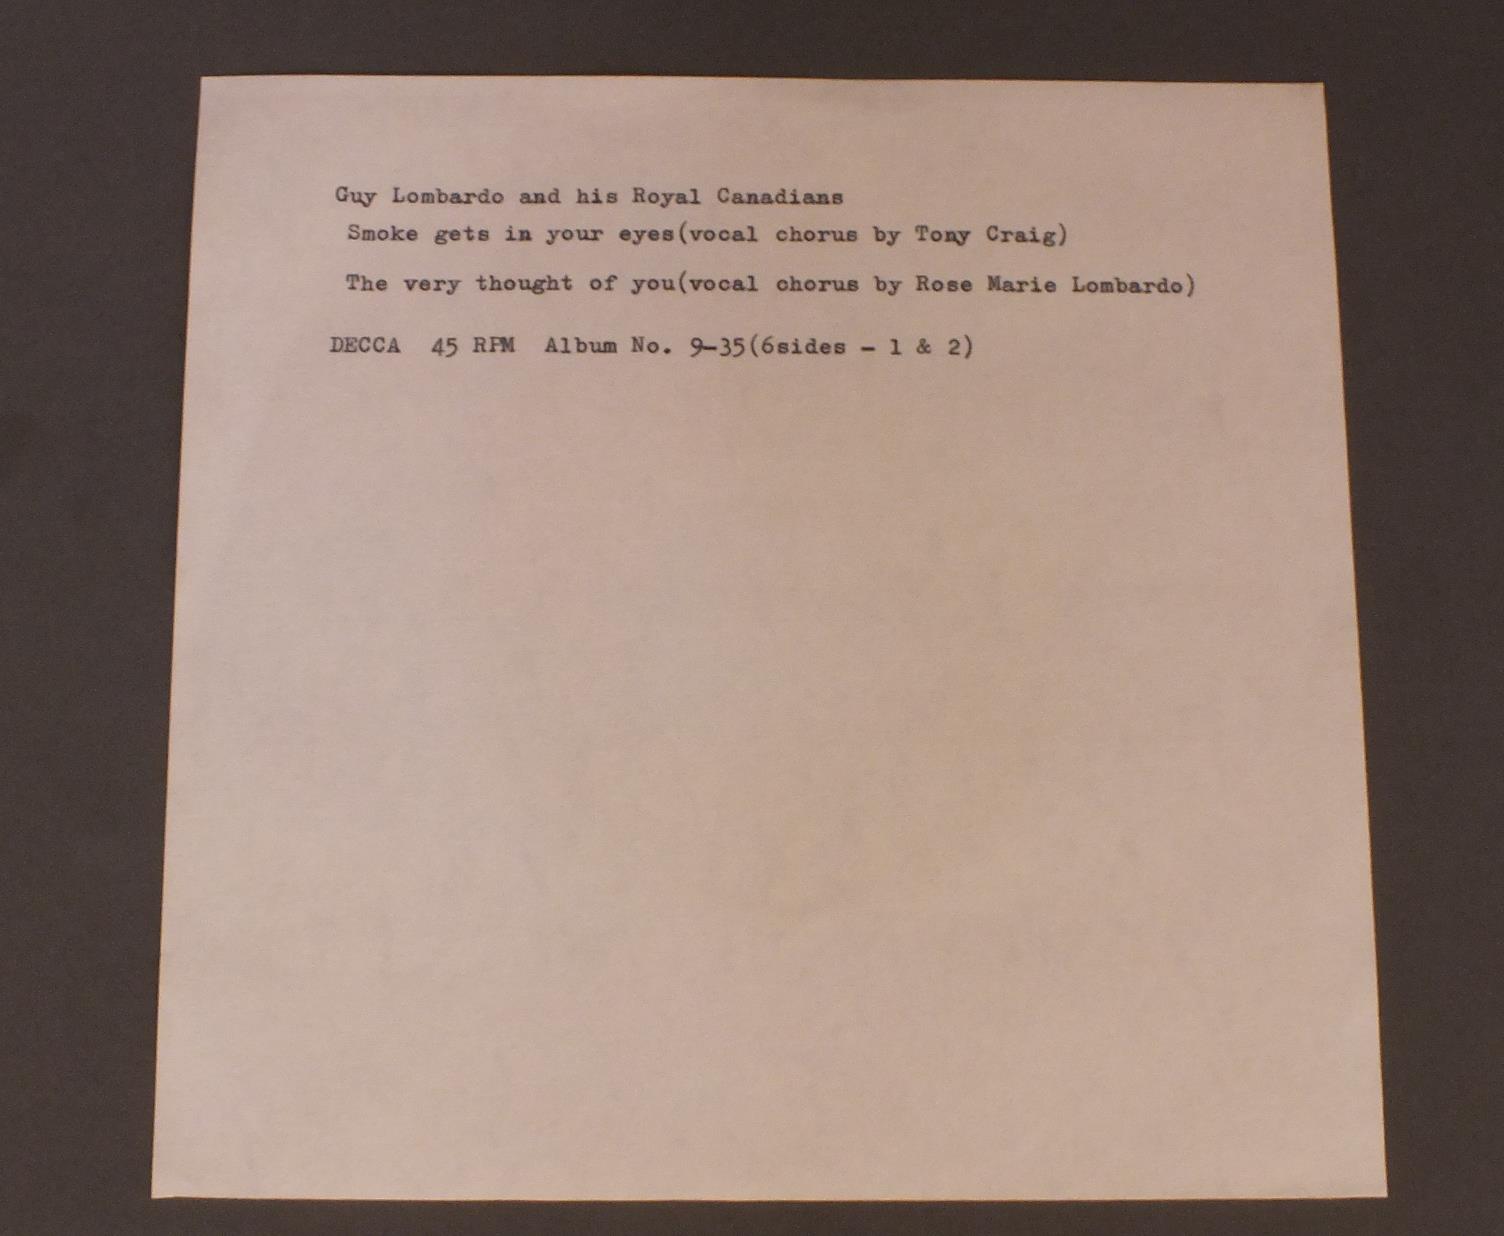 Guy Lombardo and his Royal Canadians
Smoke gets in your eyes(vocal chorus by Tony Craig)
The very thought of you(vocal chorus by Rose Marie Lombardo)
DECCA 45 RPM Album No. 9-35(6sides - 1 & 2)